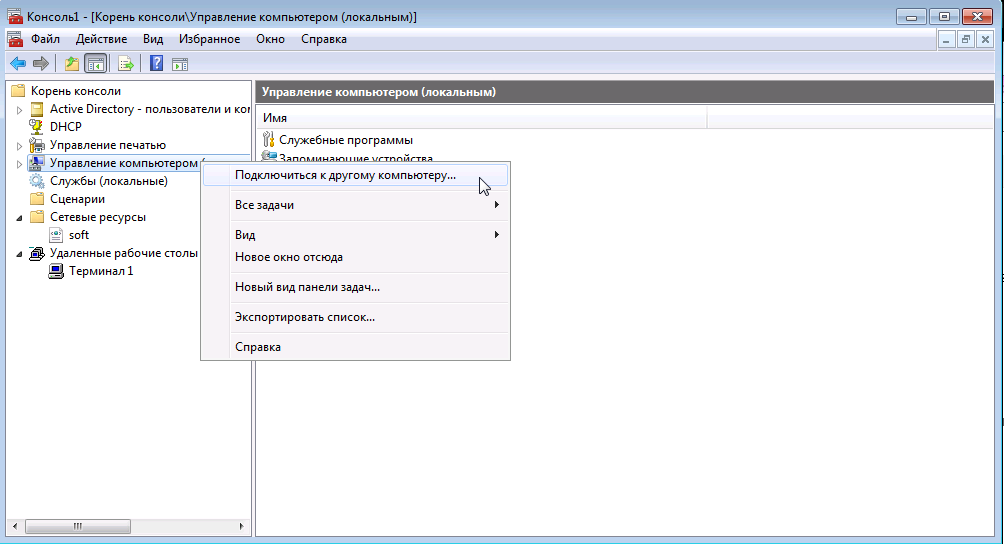 Консоль1 - [Корень консоли\Управление компьютером (локальным)]
Файл Действие Вид Избранное Окно Справка
Корень консоли
Active Directory - пользователи и ко
DHCP
Управление печатью
Управление компьютером (
Службы (локальные)
Сценарии
Сетевые ресурсы
soft
Удаленные рабочие столы
Терминал 1
Управление компьютером (локальным)
Имя
Служебные программы
Запоминающие устройства
Подключиться к другому компьютеру...
Все задачи
Вид
Новое окно отсюда
Новый вид панели задач...
Экспортировать список...
Справка